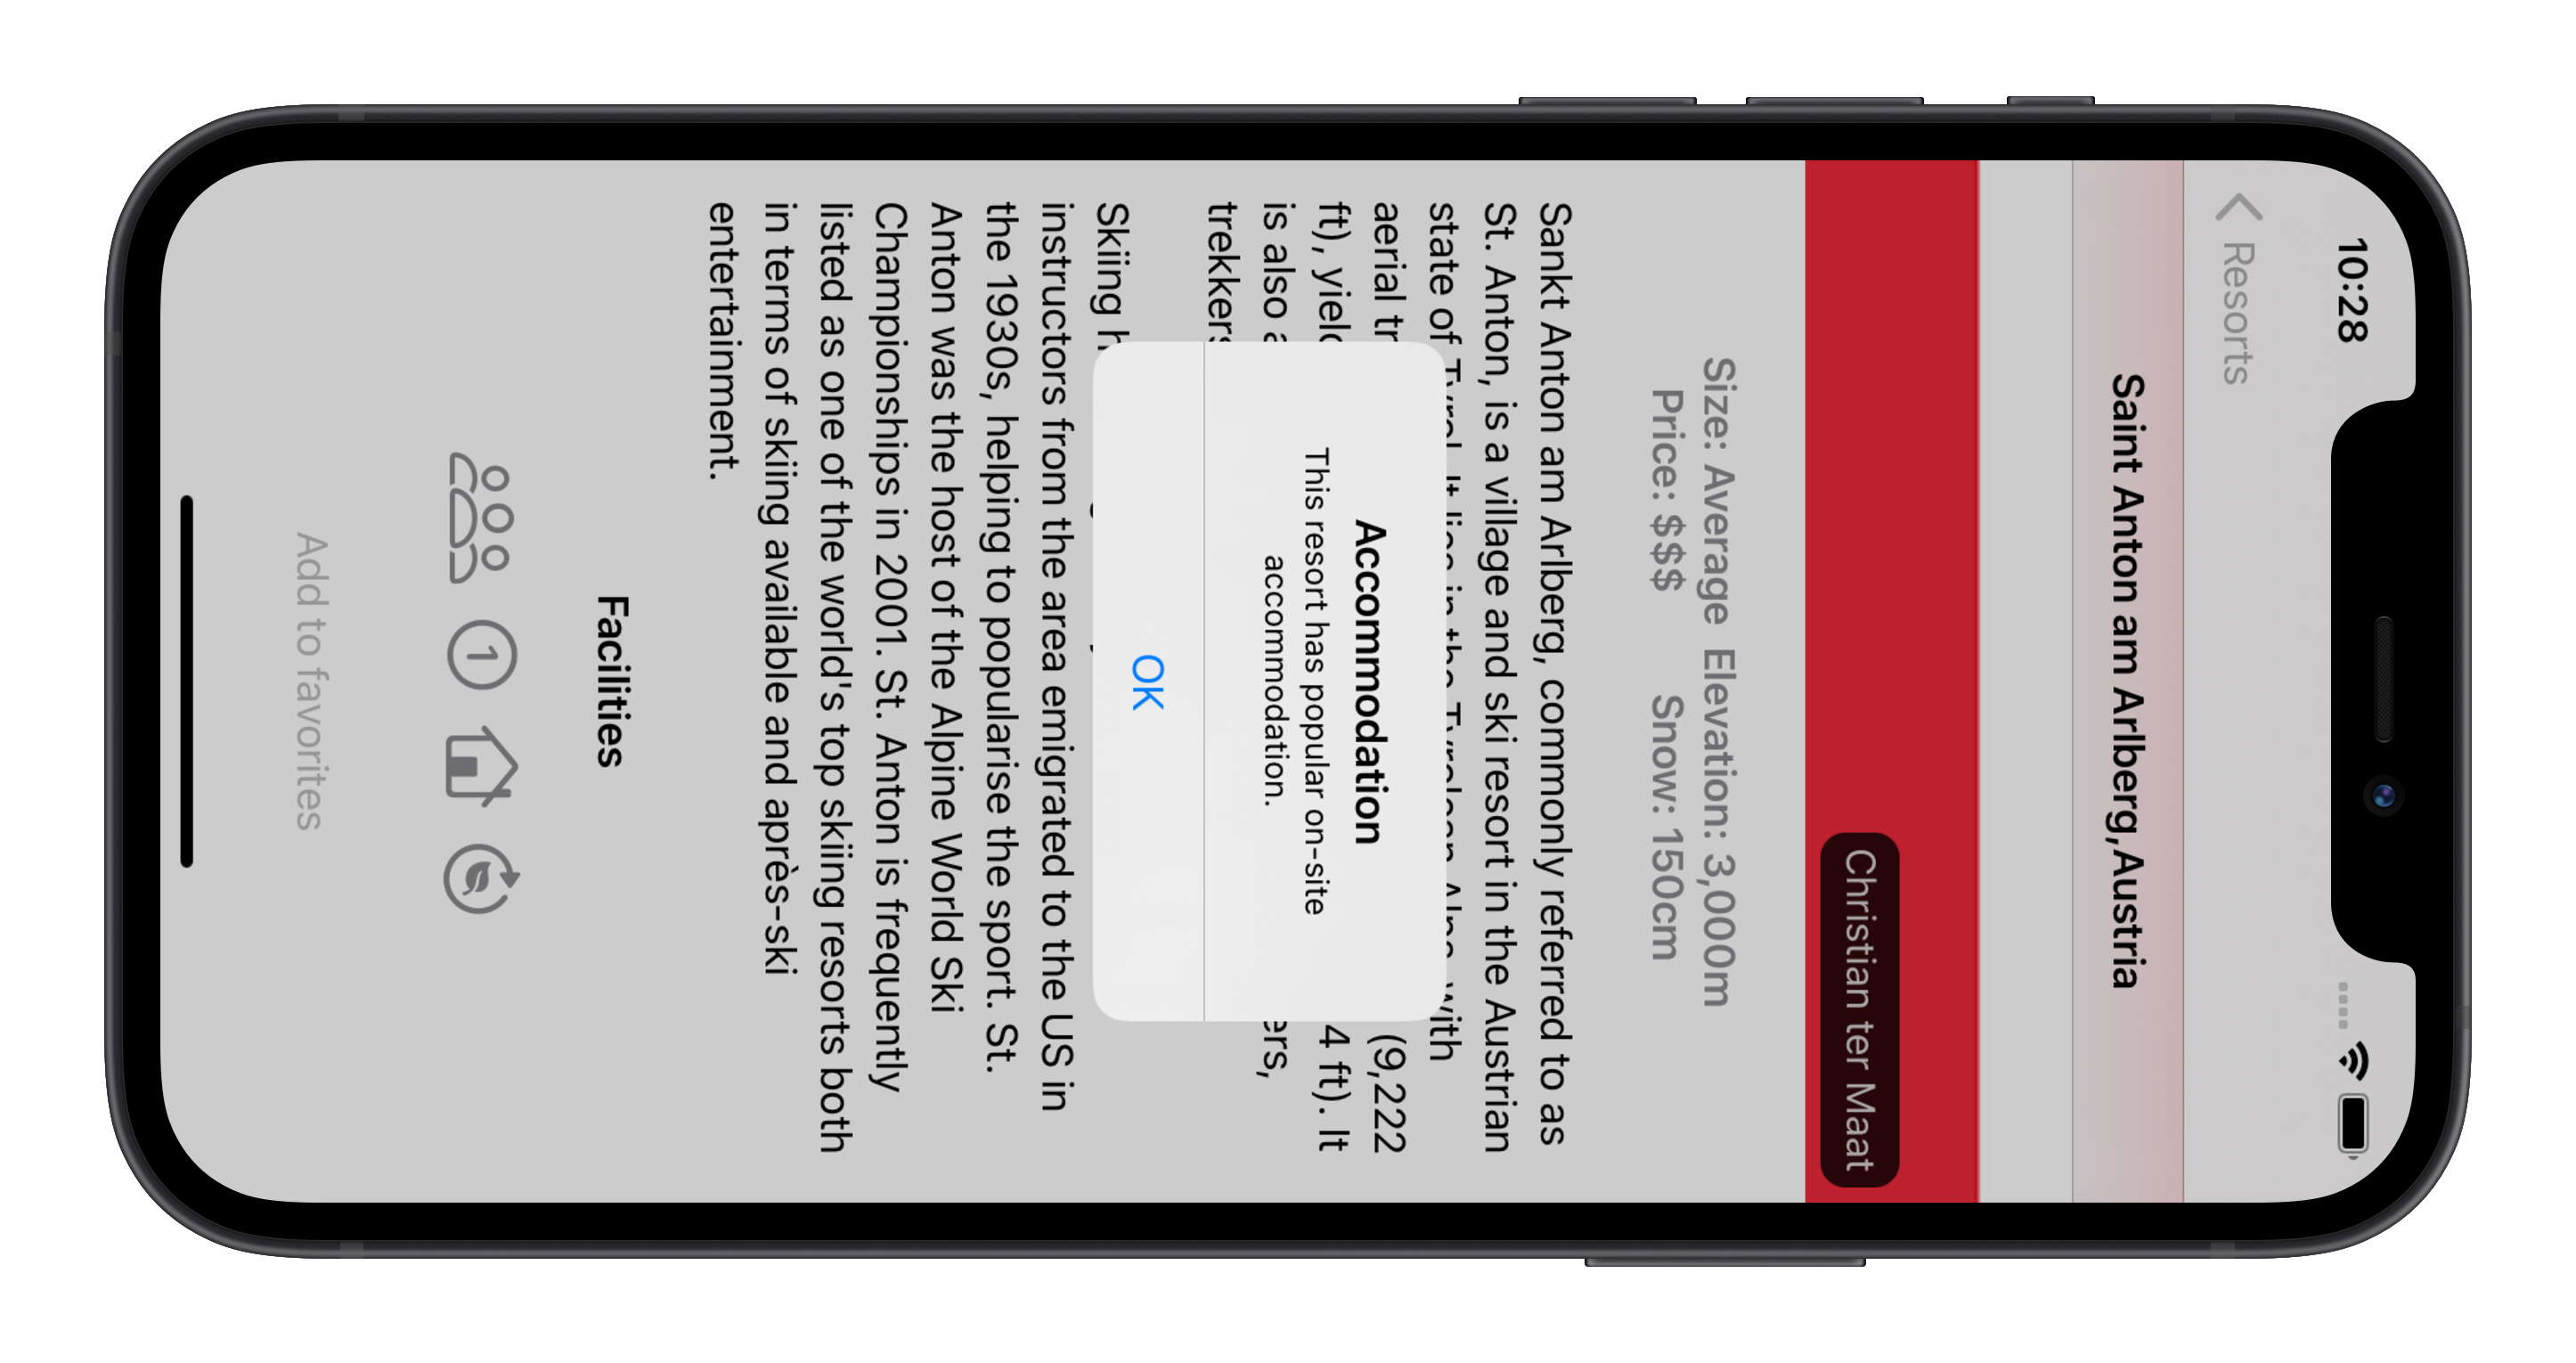 10:28
Resorts
Saint Anton am Arlberg,Austria
Christian ter Maat
Size: Average Elevation: 3,000m
Price: $$$ Snow: 150cm
Sankt Anton am Arlberg, commonly referred to as
St. Anton, is a village and ski resort in the Austrian
state of Tyrol. It lies in the Tyrolean Alps, with
aerial (9,222
ft), 4 ft). It
is also
trekkers
Accommodation
This resort has popular on-site
accommodation.
OK
Skiing
instructors from the area emigrated to the US in
the 1930s, helping to popularise the sport. St.
Anton was the host of the Alpine World Ski
Championships in 2001. St. Anton is frequently
listed as one of the world's top skiing resorts both
in terms of skiing available and après-ski
entertainment.
Facilities
1
Add to favorites